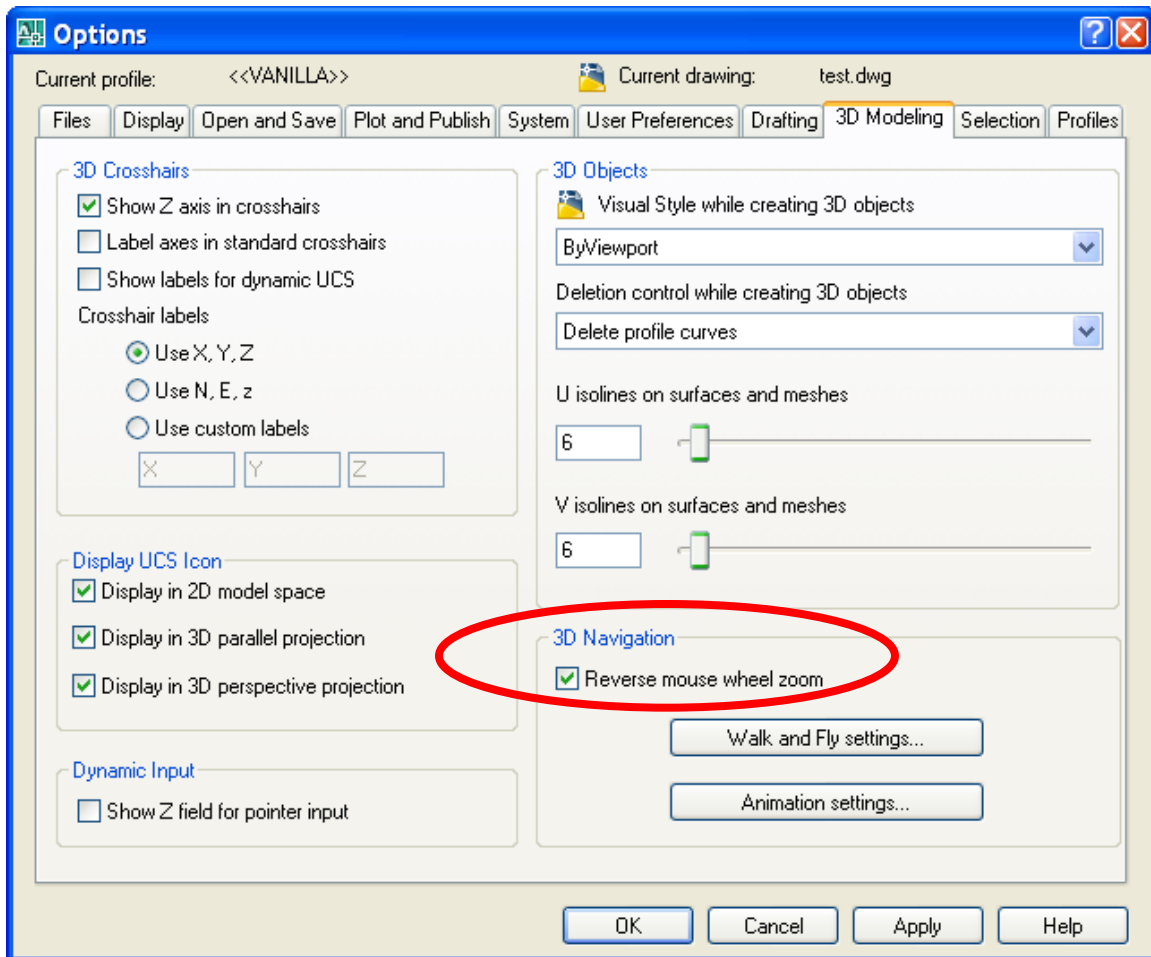 Options
Current profile: <<VANILLA>> Current drawing: test.dwg
Files Display Open and Save Plot and Publish System User Preferences Drafting 3D Modeling Selection Profiles
3D Crosshairs
Show Z axis in crosshairs
Label axes in standard crosshairs
Show labels for dynamic UCS
Crosshair labels
Use X, Y, Z
Use N, E, z
Use custom labels
X Y Z
Display UCS Icon
Display in 2D model space
Display in 3D parallel projection
Display in 3D perspective projection
Dynamic Input
Show Z field for pointer input
3D Objects
Visual Style while creating 3D objects
ByViewport
Deletion control while creating 3D objects
Delete profile curves
U isolines on surfaces and meshes
6
V isolines on surfaces and meshes
6
3D Navigation
Reverse mouse wheel zoom
Walk and Fly settings...
Animation settings...
OK Cancel Apply Help